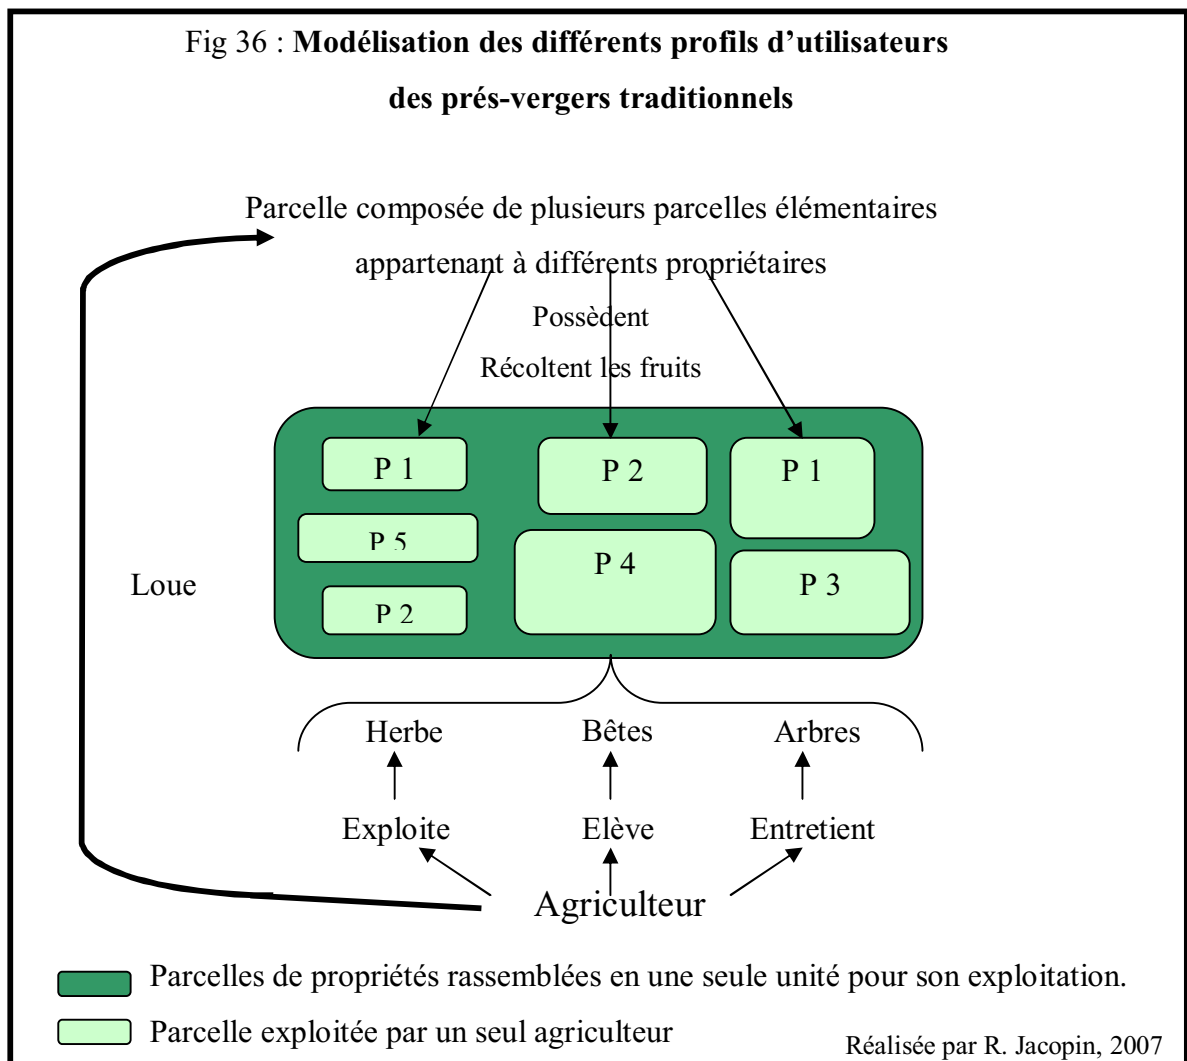 Fig 36 : Modélisation des différents profils d’utilisateurs
des prés-vergers traditionnels
Parcelle composée de plusieurs parcelles élémentaires
appartenant à différents propriétaires
Possèdent
Récoltent les fruits
P 1
P 2
P 1
P 5
P 4
P 3
P 2
Loue
Herbe
Bêtes
Arbres
Exploite
Elève
Entretient
Agriculteur
Parcelles de propriétés rassemblées en une seule unité pour son exploitation.
Parcelle exploitée par un seul agriculteur
Réalisée par R. Jacopin, 2007